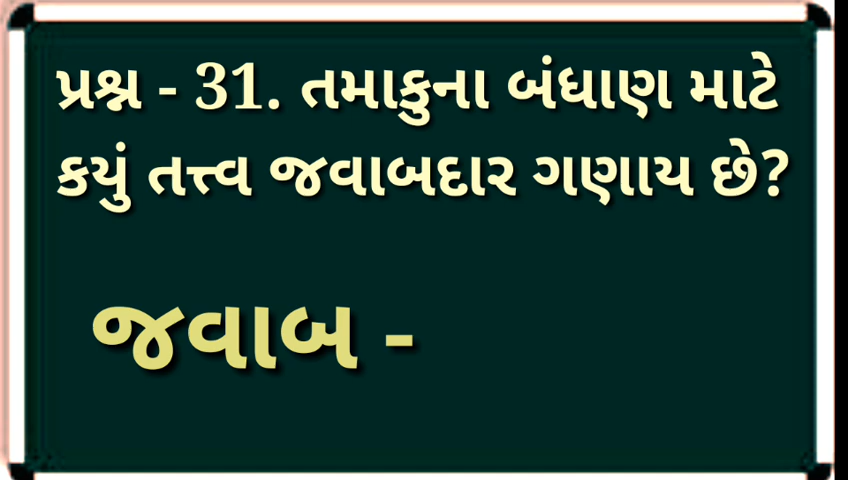 પ્રશ્ન - 31. તમાકુના બંધાણ માટે
કયું તત્ત્વ જવાબદાર ગણાય છે?
જવાબ -